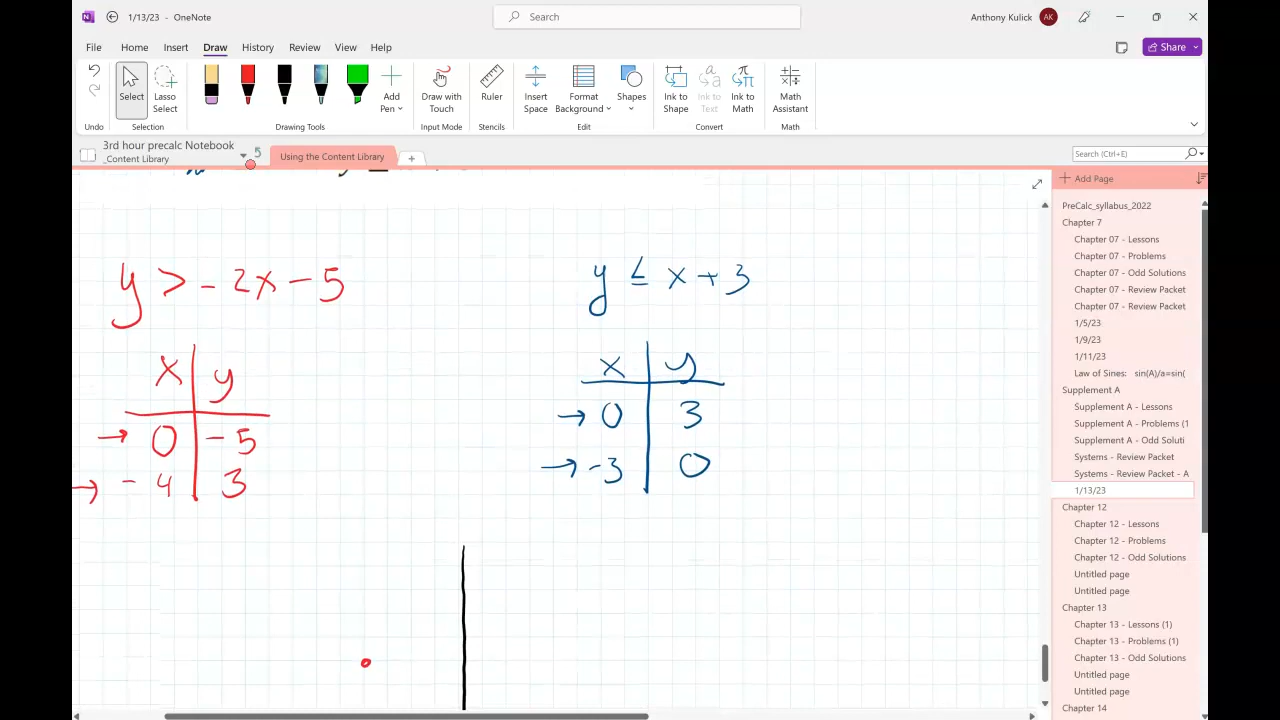 1/13/23 - OneNote
Search
Anthony Kulick
AK
File Home Insert Draw History Review View Help
Share
Undo
Select
Lasso Select
Add Pen
Draw with Touch
Ruler
Insert Space
Format Background
Shapes
Ink to Shape
Ink to Text
Ink to Math
Math Assistant
Selection
Drawing Tools
Input Mode
Stencils
Edit
Convert
Math
3rd hour precalc Notebook
_Content Library
5
Using the Content Library
Search (Ctrl+E)
Add Page
PreCalc_syllabus_2022
Chapter 7
Chapter 07 - Lessons
Chapter 07 - Problems
Chapter 07 - Odd Solutions
Chapter 07 - Review Packet
Chapter 07 - Review Packet
1/5/23
1/9/23
1/11/23
Law of Sines: sin(A)/a=sin(
Supplement A
Supplement A - Lessons
Supplement A - Problems (1
Supplement A - Odd Soluti
Systems - Review Packet
Systems - Review Packet - A
1/13/23
Chapter 12
Chapter 12 - Lessons
Chapter 12 - Problems
Chapter 12 - Odd Solutions
Untitled page
Untitled page
Chapter 13
Chapter 13 - Lessons (1)
Chapter 13 - Problems (1)
Chapter 13 - Odd Solutions
Untitled page
Untitled page
Chapter 14
y > - 2x - 5
x y
→ 0 - 5
→ - 4 3
y ≤ x + 3
x y
→ 0 3
→ - 3 0